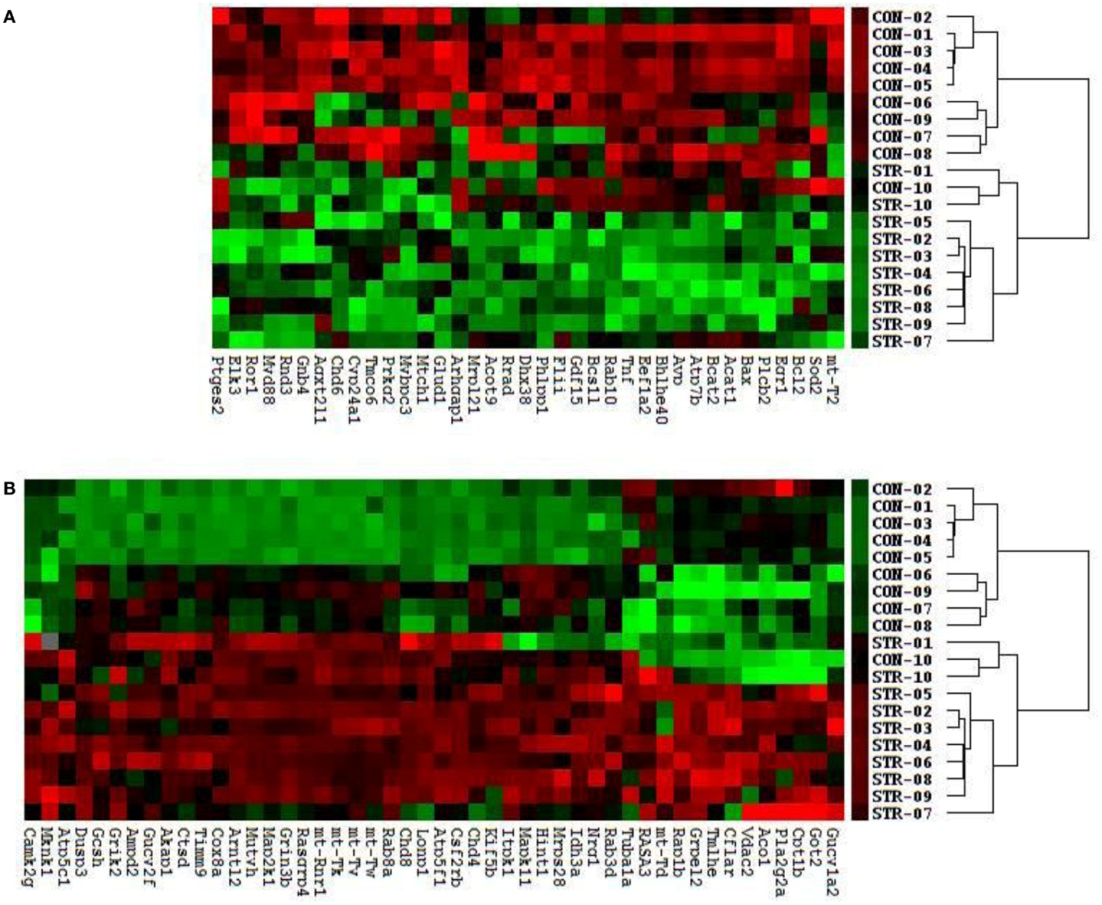 A
CON-02
CON-01
CON-03
CON-04
CON-05
CON-06
CON-09
CON-07
CON-08
STR-01
CON-10
STR-10
STR-05
STR-02
STR-03
STR-04
STR-06
STR-08
STR-09
STR-07
Ptges2
Elk3
Ror1
Myd88
Rnd3
Gnb4
Agxt2l1
Chd6
Cyp24a1
Tmco6
Prkg2
Mybpc3
Mtch1
Glud1
Arhgap1
Mrpl21
Acot9
Rrad
Dhx38
Phlpp1
Flii
Gdf15
Bcs1l
Rab10
Tnf
Eef1a2
Bhlhe40
Avp
Atp7b
Bcat2
Acat1
Bax
Plcb2
Egr1
Bcl2
Sod2
mt-T2
B
CON-02
CON-01
CON-03
CON-04
CON-05
CON-06
CON-09
CON-07
CON-08
STR-01
CON-10
STR-10
STR-05
STR-02
STR-03
STR-04
STR-06
STR-08
STR-09
STR-07
Camk2g
Mknk1
Atp5c1
Dusp3
Gcsh
Grik2
Ampd2
Gucy2f
Akap1
Ctsd
Timm9
Cox8a
Arntl2
Mutyh
Map2k1
Grin3b
Rasgrp4
mt-Rnr1
mt-Tk
mt-Tv
mt-Tw
Rab8a
Chd8
Lonp1
Atp5f1
Csf2rb
Chd4
Kif5b
Itpk1
Mapk11
Hint1
Mrps28
Idh3a
Nrg1
Rab3d
Tuba1a
RASA3
mt-Td
Rap1b
Grpel2
Tmlhe
Cflar
Vdac2
Aco1
Pla2g2a
Cpt1b
Got2
Gucy1a2